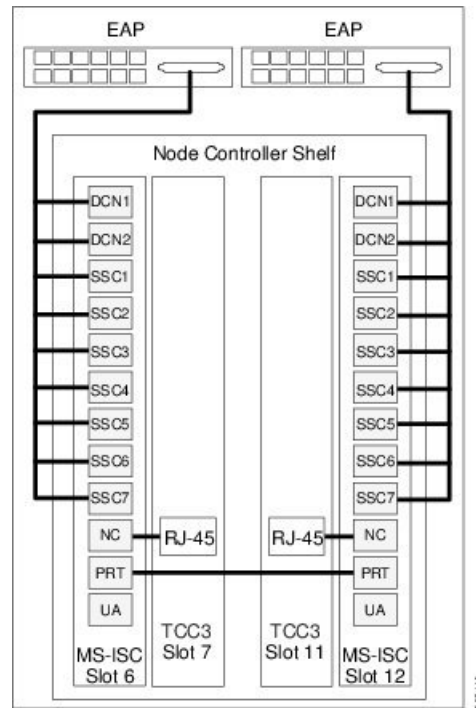 EAP
EAP
Node Controller Shelf
DCN1
DCN1
DCN2
DCN2
SSC1
SSC1
SSC2
SSC2
SSC3
SSC3
SSC4
SSC4
SSC5
SSC5
SSC6
SSC6
SSC7
SSC7
NC
RJ-45
RJ-45
NC
PRT
PRT
UA
UA
TCC3
Slot 7
TCC3
Slot 11
MS-ISC
Slot 6
MS-ISC
Slot 12